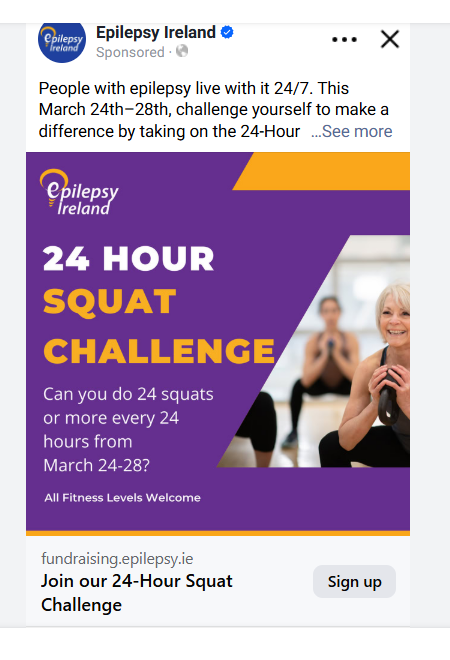 epilepsy
Ireland
Epilepsy Ireland
Sponsored ·
People with epilepsy live with it 24/7. This
March 24th–28th, challenge yourself to make a
difference by taking on the 24-Hour ...See more
epilepsy
Ireland
24 HOUR
SQUAT
CHALLENGE
Can you do 24 squats
or more every 24
hours from
March 24-28?
All Fitness Levels Welcome
fundraising.epilepsy.ie
Join our 24-Hour Squat
Challenge
Sign up